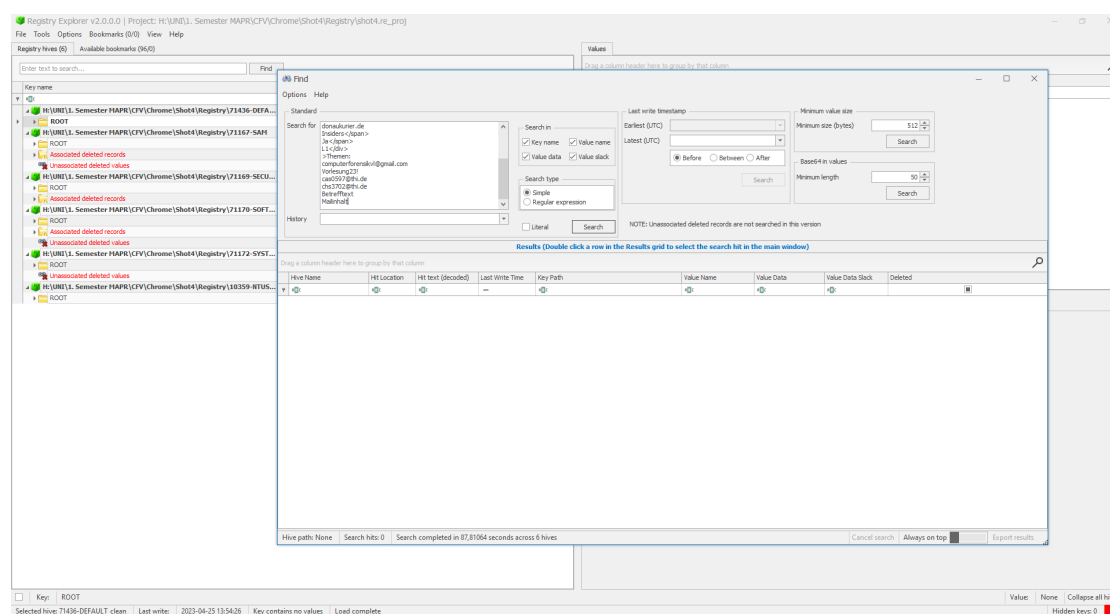 Registry Explorer v2.0.0.0 | Project: H:\UNI\1. Semester MAPR\CFV\Chrome\Shot4\Registry\shot4.re_proj
File Tools Options Bookmarks (0/0) View Help
Registry hives (6) Available bookmarks (96/0)
Values
Enter text to search... Find
Drag a column header here to group by that column
Key name
H:\UNI\1. Semester MAPR\CFV\Chrome\Shot4\Registry\71436-DEFA...
ROOT
H:\UNI\1. Semester MAPR\CFV\Chrome\Shot4\Registry\71167-SAM
ROOT
Associated deleted records
Unassociated deleted values
H:\UNI\1. Semester MAPR\CFV\Chrome\Shot4\Registry\71169-SECU...
ROOT
Associated deleted records
H:\UNI\1. Semester MAPR\CFV\Chrome\Shot4\Registry\71170-SOFT...
ROOT
Associated deleted records
Unassociated deleted values
H:\UNI\1. Semester MAPR\CFV\Chrome\Shot4\Registry\71172-SYST...
ROOT
Unassociated deleted values
H:\UNI\1. Semester MAPR\CFV\Chrome\Shot4\Registry\10359-NTUS...
ROOT
Find
Options Help
Standard
Search for
donaukurier.de
Insiders</span>
Ja</span>
L1</div>
>Themen:
computerforensikvl@gmail.com
Vorlesung23!
cao0597@thi.de
chs3702@thi.de
Betrefftext
Mailinhalt
History
Search in
Key name Value name
Value data Value slack
Search type
Simple
Regular expression
Literal Search
Last write timestamp
Earliest (UTC)
Latest (UTC)
Before Between After
Search
Minimum value size
Minimum size (bytes) 512
Search
Base64 in values
Minimum length 50
Search
NOTE: Unassociated deleted records are not searched in this version
Results (Double click a row in the Results grid to select the search hit in the main window)
Drag a column header here to group by that column
Hive Name Hit Location Hit text (decoded) Last Write Time Key Path Value Name Value Data Value Data Slack Deleted
Hive path: None Search hits: 0 Search completed in 87,81064 seconds across 6 hives Cancel search Always on top Export results
Key: ROOT Value: None Collapse all
Selected hive: 71436-DEFAULT_clean Last write: 2023-04-25 13:54:26 Key contains no values Load complete Hidden keys: 0